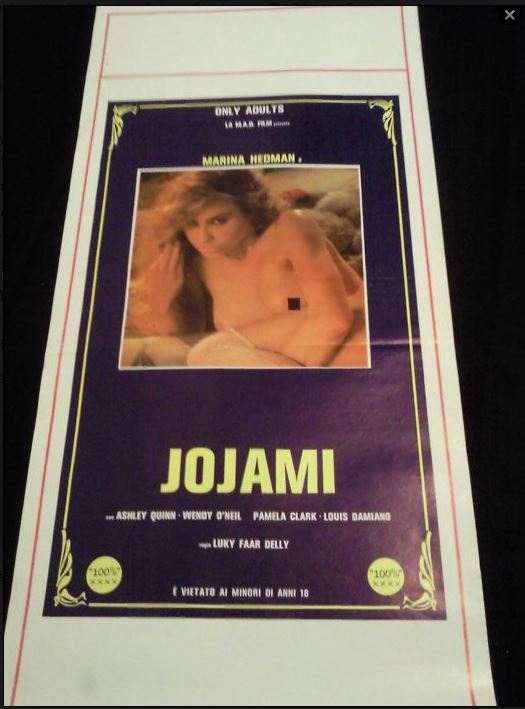 ONLY ADULTS
LA M.A.D. FILM presenta
MARINA HEDMAN
JOJAMI
con ASHLEY QUINN · WENDY O'NEIL PAMELA CLARK · LOUIS DAMIANO
regia LUKY FAAR DELLY
"100%" XXXX
"100%" XXXX
È VIETATO AI MINORI DI ANNI 18